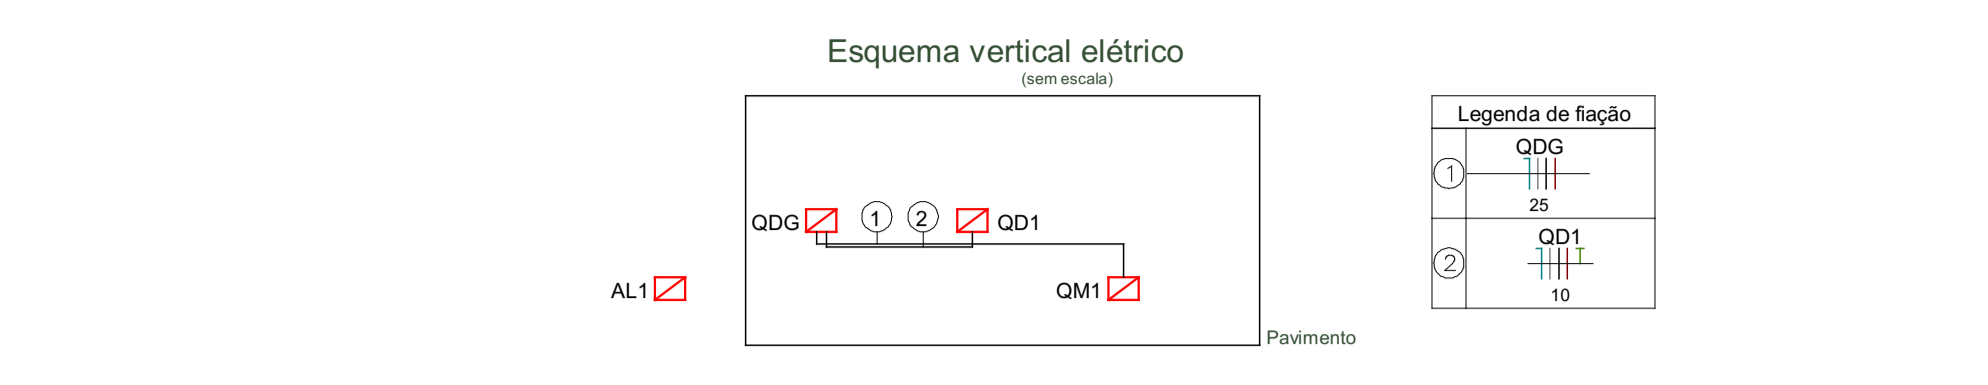 Esquema vertical elétrico
(sem escala)
QDG
1
2
QD1
AL1
QM1
Pavimento
Legenda de fiação
1
QDG
25
2
QD1
10